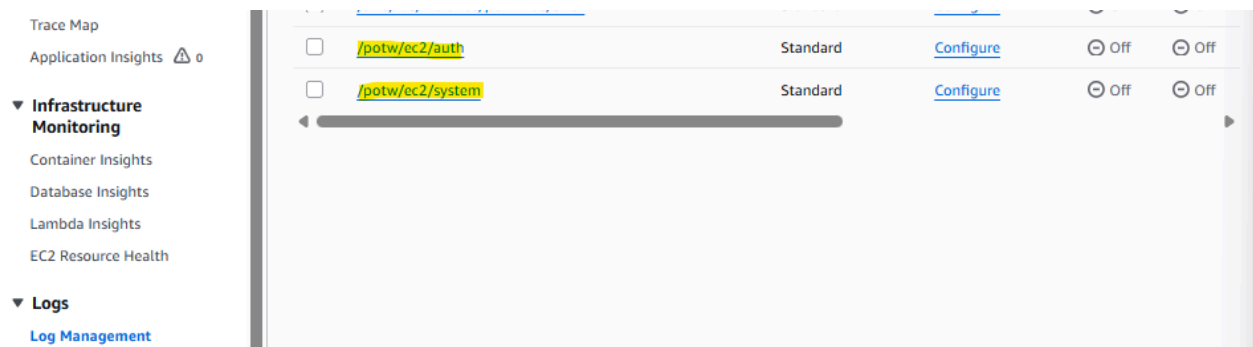 Trace Map
Application Insights 0
Infrastructure
Monitoring
Container Insights
Database Insights
Lambda Insights
EC2 Resource Health
Logs
Log Management
/potw/ec2/auth Standard Configure Off Off
/potw/ec2/system Standard Configure Off Off